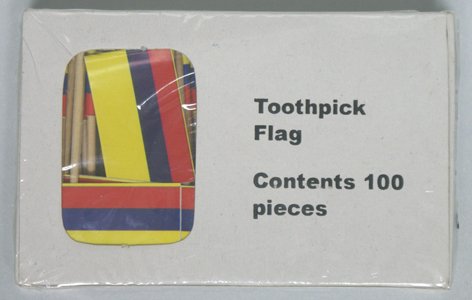 Toothpick
Flag
Contents 100
pieces